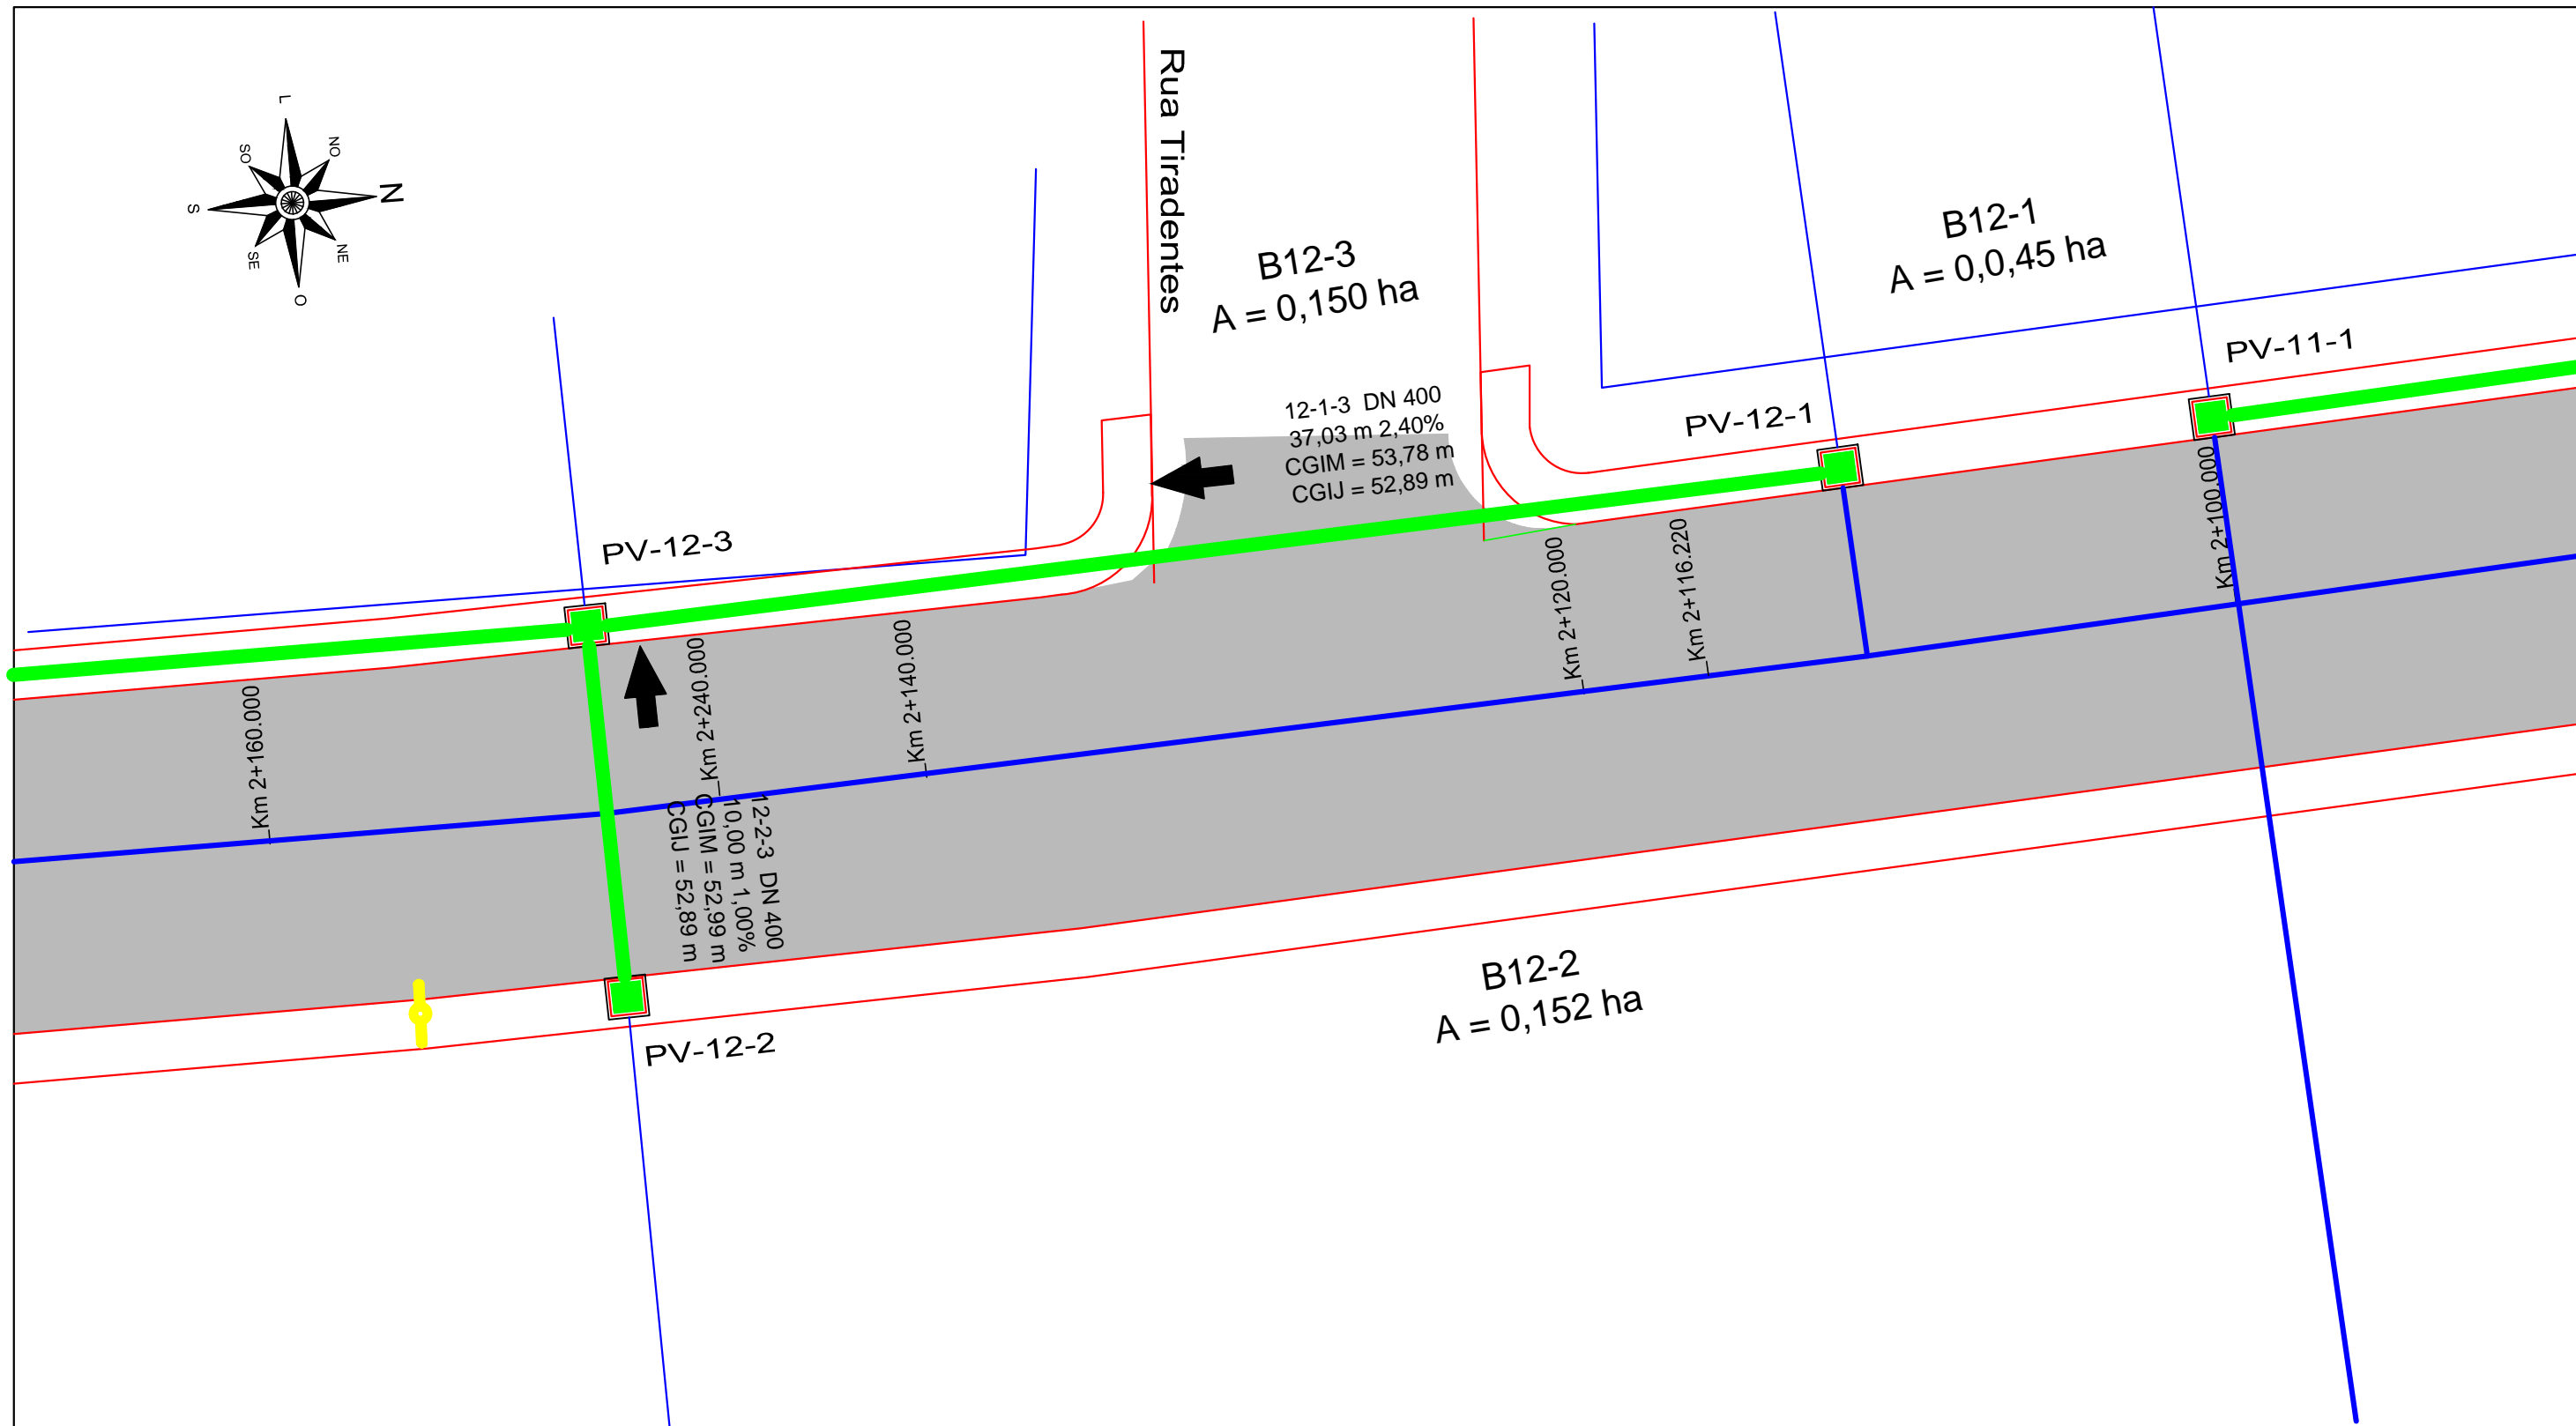 L
NO
SO
N
S
NE
SE
O
Rua Tiradentes
B12-3
A = 0,150 ha
B12-1
A = 0,0,45 ha
PV-11-1
12-1-3 DN 400
37,03 m 2,40%
CGIM = 53,78 m
CGIJ = 52,89 m
PV-12-1
PV-12-3
Km 2+100.000
Km 2+116.220
Km 2+120.000
Km 2+140.000
Km 2+240.000
Km 2+160.000
12-2-3 DN 400
10,00 m 1,00%
CGIM = 52,99 m
CGIJ = 52,89 m
B12-2
A = 0,152 ha
PV-12-2